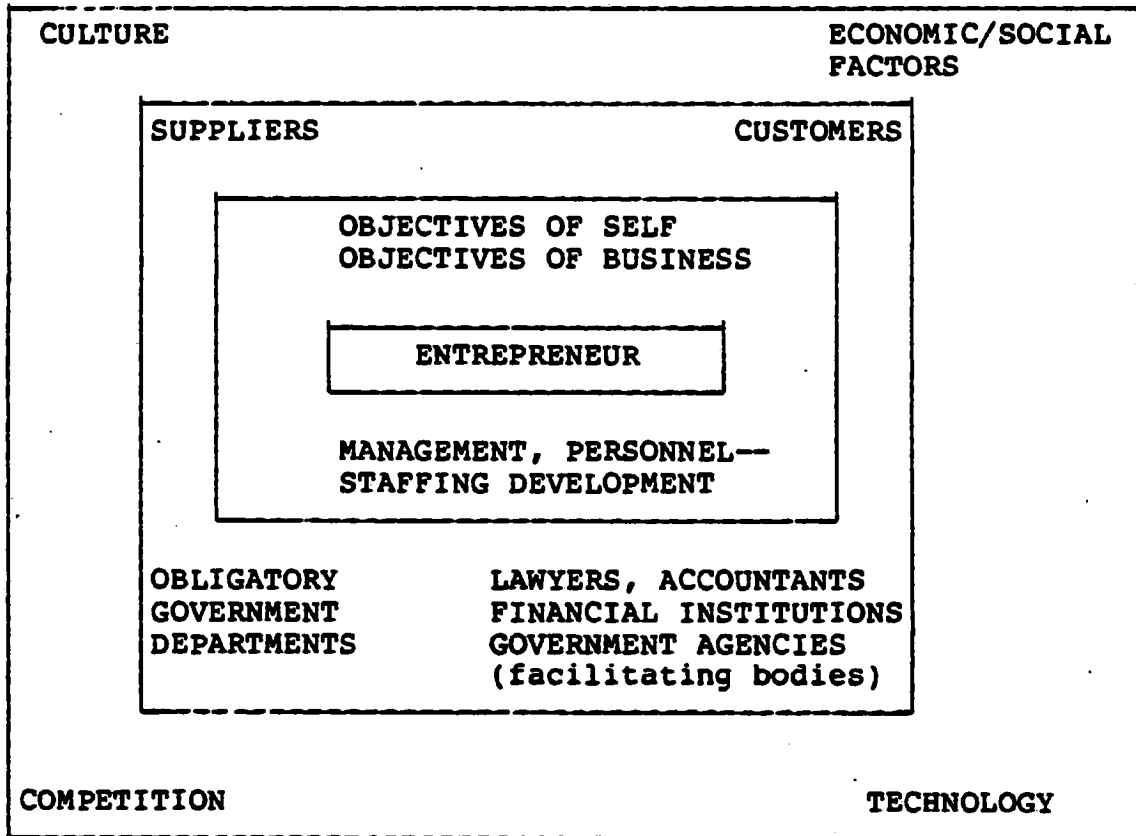 CULTURE
ECONOMIC/SOCIAL
FACTORS
SUPPLIERS
CUSTOMERS
OBJECTIVES OF SELF
OBJECTIVES OF BUSINESS
ENTREPRENEUR
MANAGEMENT, PERSONNEL--
STAFFING DEVELOPMENT
OBLIGATORY
GOVERNMENT
DEPARTMENTS
LAWYERS, ACCOUNTANTS
FINANCIAL INSTITUTIONS
GOVERNMENT AGENCIES
(facilitating bodies)
COMPETITION
TECHNOLOGY